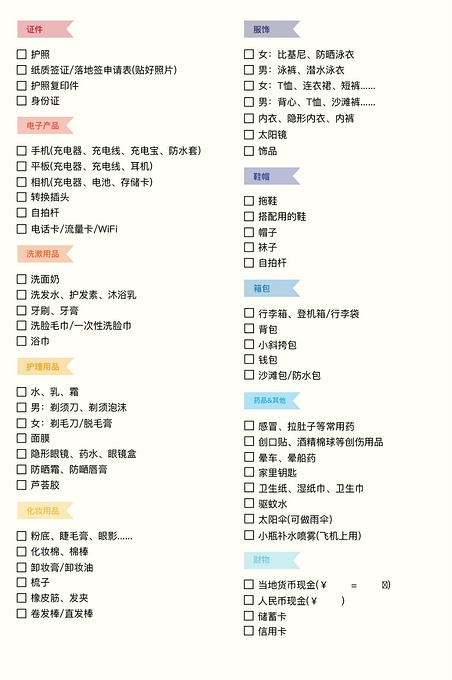 证件
护照
纸质签证/落地签申请表(贴好照片)
护照复印件
身份证
电子产品
手机(充电器、充电线、充电宝、防水套)
平板(充电器、充电线、耳机)
相机(充电器、电池、存储卡)
转换插头
自拍杆
电话卡/流量卡/WiFi
洗漱用品
洗面奶
洗发水、护发素、沐浴乳
牙刷、牙膏
洗脸毛巾/一次性洗脸巾
浴巾
护理用品
水、乳、霜
男：剃须刀、剃须泡沫
女：剃毛刀/脱毛膏
面膜
隐形眼镜、药水、眼镜盒
防晒霜、防晒唇膏
芦荟胶
化妆用品
粉底、睫毛膏、眼影......
化妆棉、棉棒
卸妆膏/卸妆油
梳子
橡皮筋、发夹
卷发棒/直发棒
服饰
女：比基尼、防晒泳衣
男：泳裤、潜水泳衣
女：T恤、连衣裙、短裤......
男：背心、T恤、沙滩裤......
内衣、隐形内衣、内裤
太阳镜
饰品
鞋帽
拖鞋
搭配用的鞋
帽子
袜子
自拍杆
箱包
行李箱、登机箱/行李袋
背包
小斜挎包
钱包
沙滩包/防水包
药品&其他
感冒、拉肚子等常用药
创口贴、酒精棉球等创伤用品
晕车、晕船药
家里钥匙
卫生纸、湿纸巾、卫生巾
驱蚊水
太阳伞(可做雨伞)
小瓶补水喷雾(飞机上用)
财物
当地货币现金(￥ = )
人民币现金(￥ )
储蓄卡
信用卡